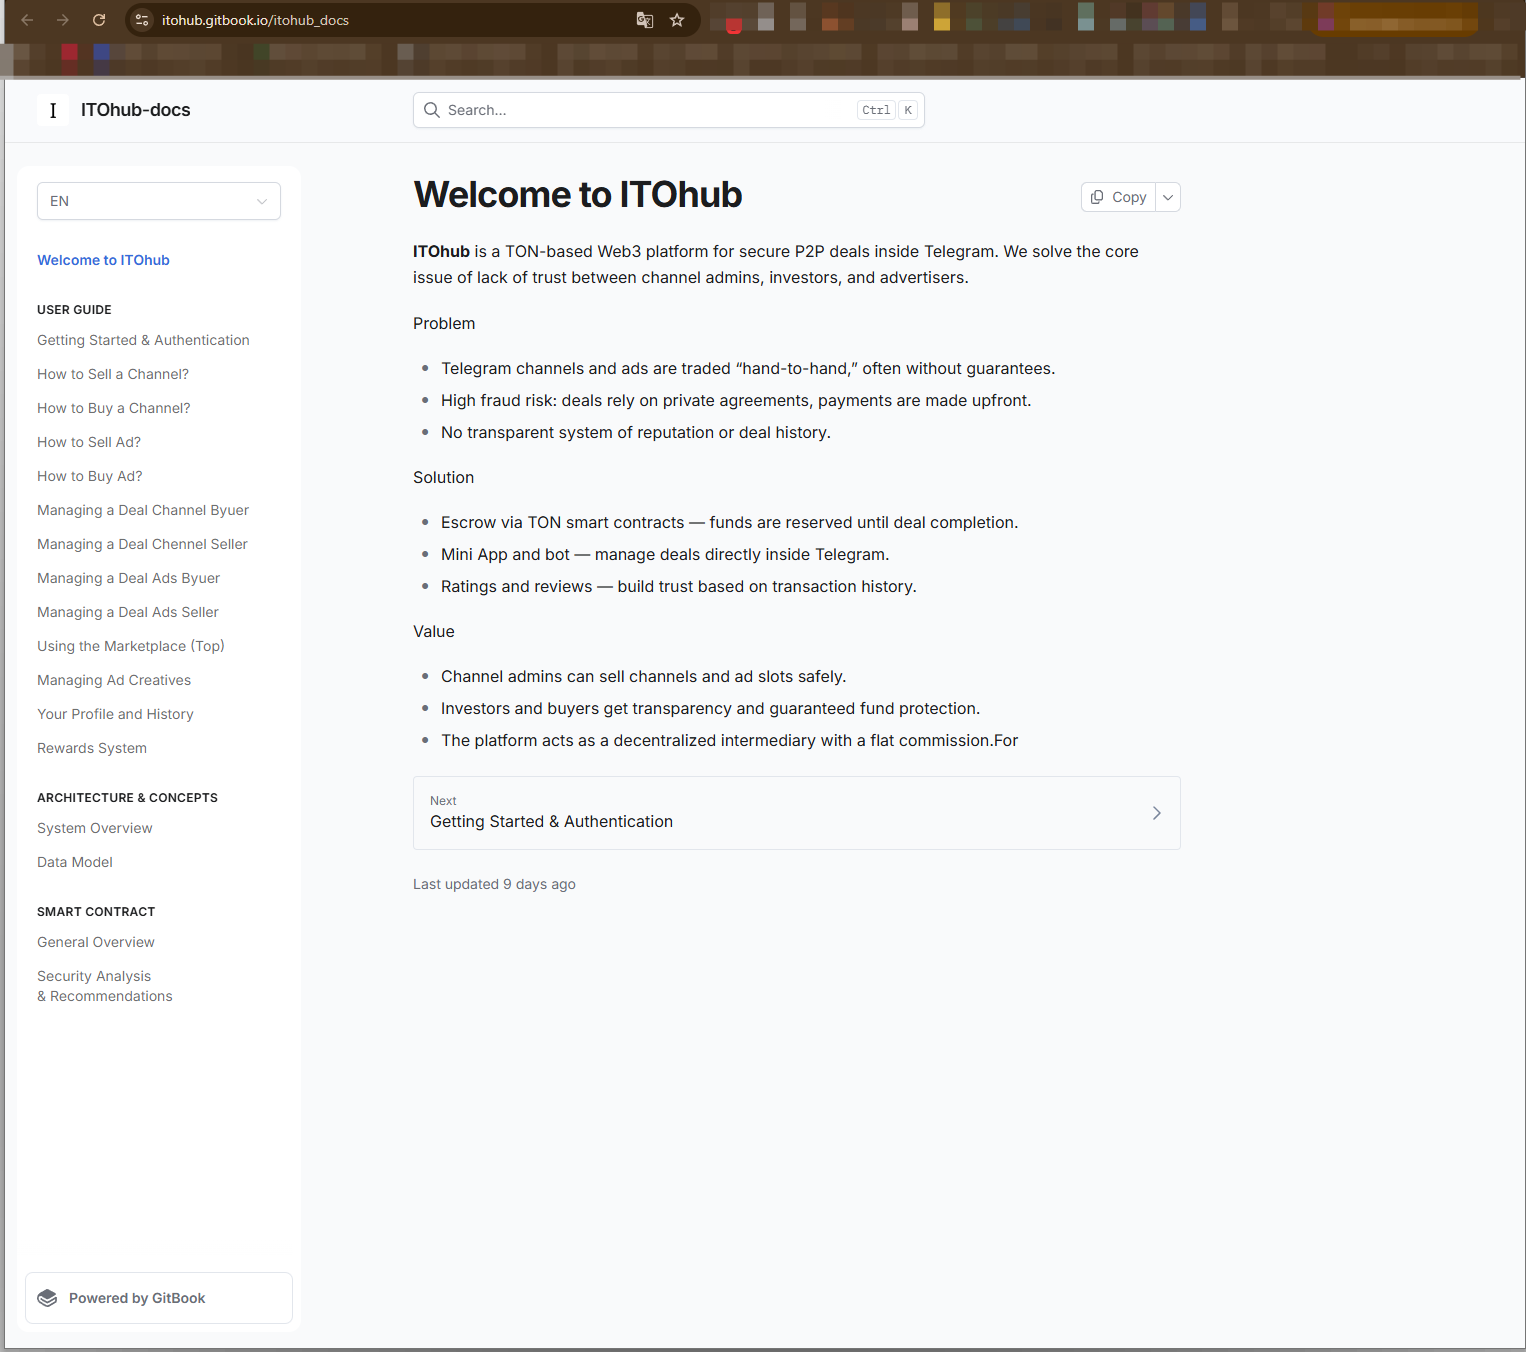 itohub.gitbook.io/itohub_docs
I ITOhub-docs
Search...
Ctrl K
EN
Welcome to ITOhub
USER GUIDE
Getting Started & Authentication
How to Sell a Channel?
How to Buy a Channel?
How to Sell Ad?
How to Buy Ad?
Managing a Deal Channel Byuer
Managing a Deal Chennel Seller
Managing a Deal Ads Byuer
Managing a Deal Ads Seller
Using the Marketplace (Top)
Managing Ad Creatives
Your Profile and History
Rewards System
ARCHITECTURE & CONCEPTS
System Overview
Data Model
SMART CONTRACT
General Overview
Security Analysis
& Recommendations
Powered by GitBook
Welcome to ITOhub
Copy
ITOhub is a TON-based Web3 platform for secure P2P deals inside Telegram. We solve the core
issue of lack of trust between channel admins, investors, and advertisers.
Problem
• Telegram channels and ads are traded “hand-to-hand,” often without guarantees.
• High fraud risk: deals rely on private agreements, payments are made upfront.
• No transparent system of reputation or deal history.
Solution
• Escrow via TON smart contracts — funds are reserved until deal completion.
• Mini App and bot — manage deals directly inside Telegram.
• Ratings and reviews — build trust based on transaction history.
Value
• Channel admins can sell channels and ad slots safely.
• Investors and buyers get transparency and guaranteed fund protection.
• The platform acts as a decentralized intermediary with a flat commission.For
Next
Getting Started & Authentication
Last updated 9 days ago